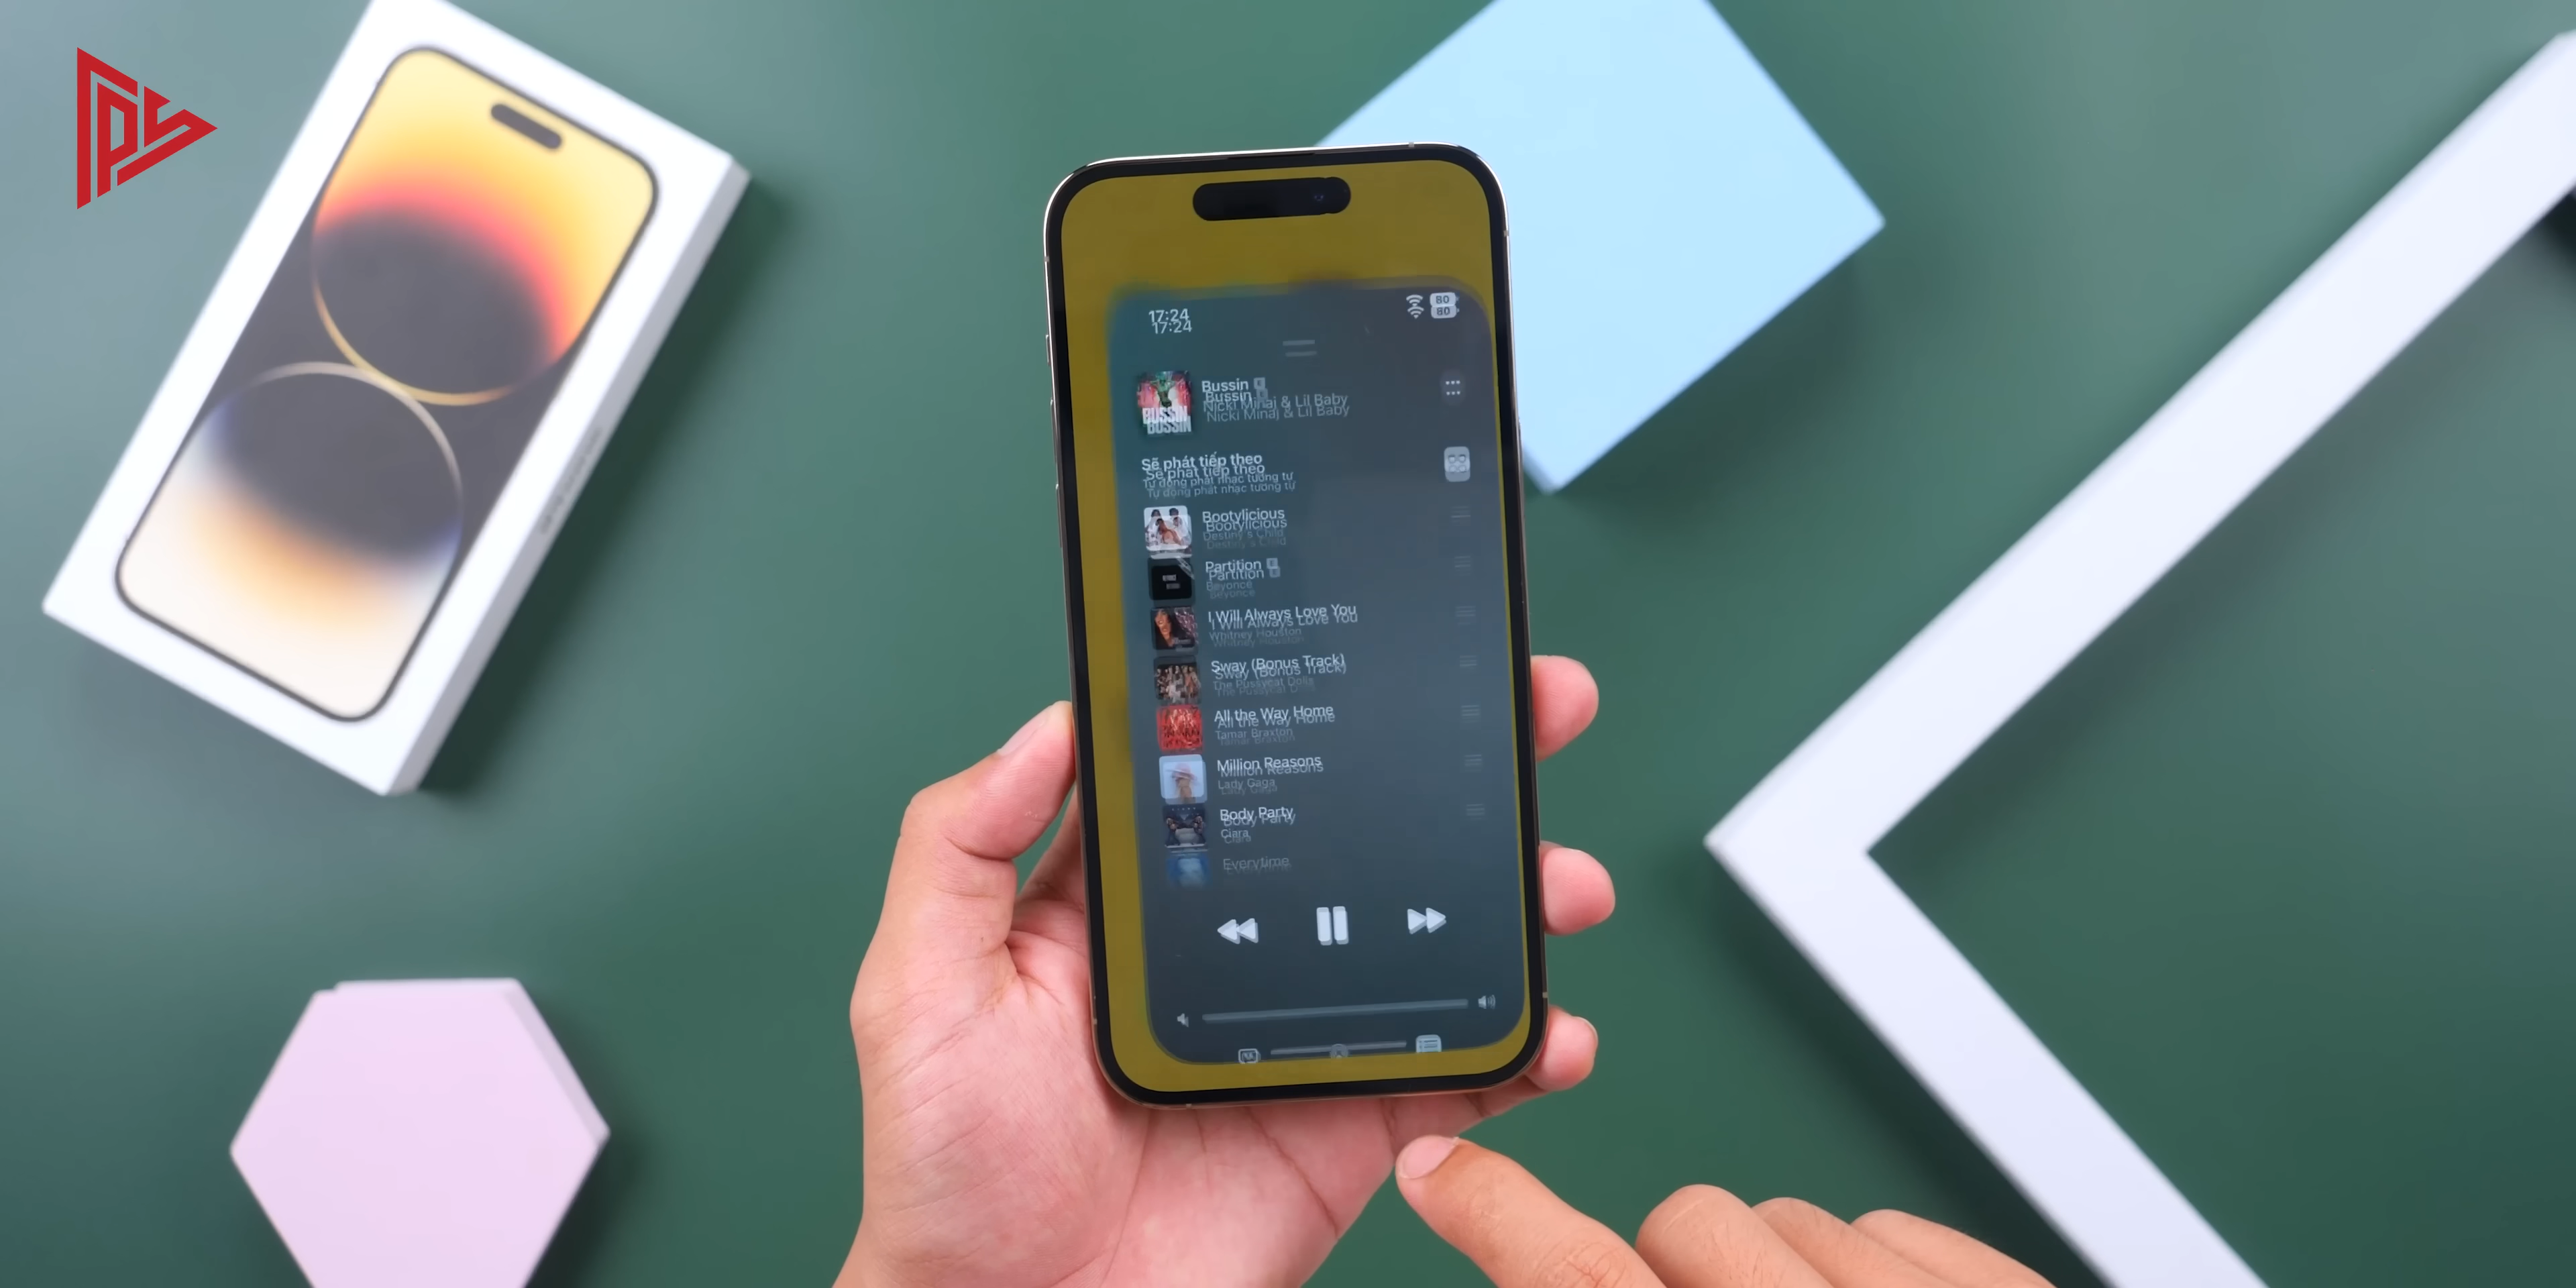 17:24
80
Bussin E
Nicki Minaj & Lil Baby
BUSSIN
Sẽ phát tiếp theo
Tự động phát nhạc tương tự
Bootylicious
Destiny's Child
Partition E
Beyoncé
I Will Always Love You
Whitney Houston
Sway (Bonus Track)
The Pussycat Dolls
All the Way Home
Tamar Braxton
Million Reasons
Lady Gaga
Body Party
Ciara
Everytime